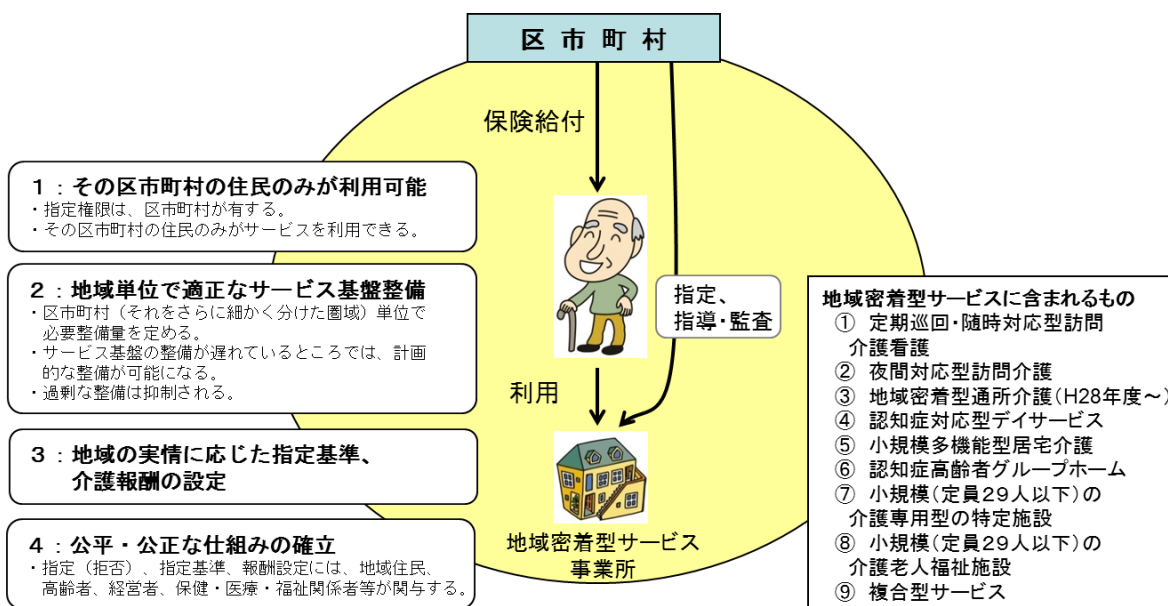 区 市 町 村
保険給付
1：その区市町村の住民のみが利用可能
・指定権限は、区市町村が有する。
・その区市町村の住民のみがサービスを利用できる。
2：地域単位で適正なサービス基盤整備
・区市町村（それをさらに細かく分けた圏域）単位で
必要整備量を定める。
・サービス基盤の整備が遅れているところでは、計画
的な整備が可能になる。
・過剰な整備は抑制される。
3：地域の実情に応じた指定基準、
介護報酬の設定
4：公平・公正な仕組みの確立
・指定（拒否）、指定基準、報酬設定には、地域住民、
高齢者、経営者、保健・医療・福祉関係者等が関与する。
指定、
指導・監査
利用
地域密着型サービス
事業所
地域密着型サービスに含まれるもの
① 定期巡回・随時対応型訪問
介護看護
② 夜間対応型訪問介護
③ 地域密着型通所介護（H28年度～）
④ 認知症対応型デイサービス
⑤ 小規模多機能型居宅介護
⑥ 認知症高齢者グループホーム
⑦ 小規模（定員29人以下）の
介護専用型の特定施設
⑧ 小規模（定員29人以下）の
介護老人福祉施設
⑨ 複合型サービス